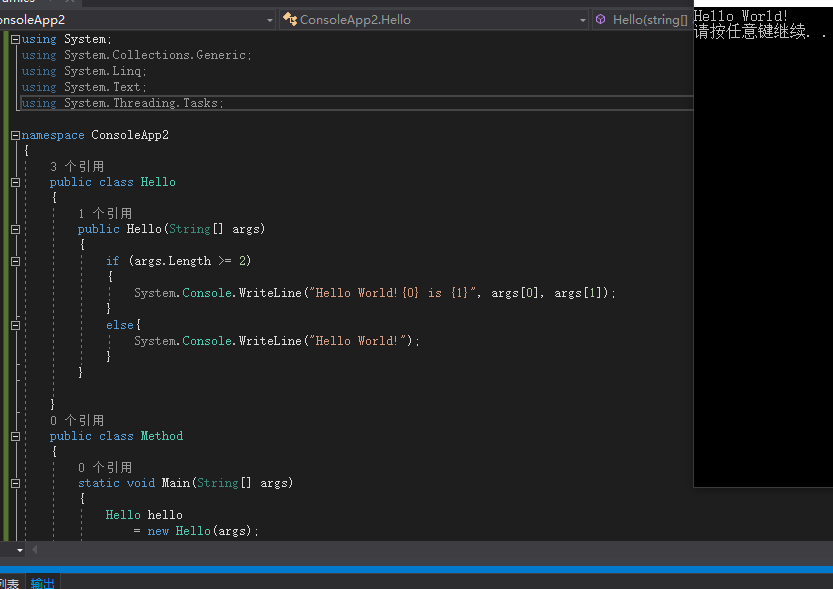 onsoleApp2
ConsoleApp2.Hello
Hello(string[]
using System;
using System.Collections.Generic;
using System.Linq;
using System.Text;
using System.Threading.Tasks;
namespace ConsoleApp2
{
3 个引用
public class Hello
{
1 个引用
public Hello(String[] args)
{
if (args.Length >= 2)
{
System.Console.WriteLine("Hello World!{0} is {1}", args[0], args[1]);
}
else{
System.Console.WriteLine("Hello World!");
}
}
}
0 个引用
public class Method
{
0 个引用
static void Main(String[] args)
{
Hello hello
= new Hello(args);
列表
输出
Hello World!
请按任意键继续. .